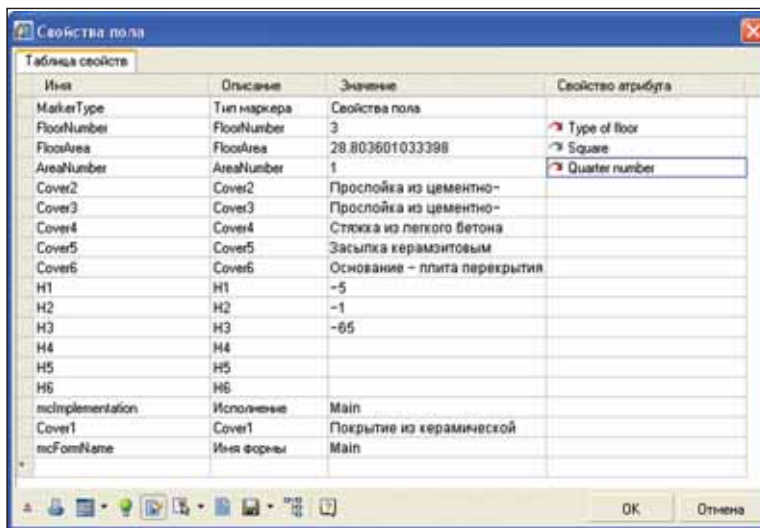 Свойства пола
Таблица свойств
Имя Описание Значение Свойство атрибута
MarkerType Тип маркера Свойства пола
FloorNumber FloorNumber 3 Type of floor
FloorArea FloorArea 28.803601033398 Square
AreaNumber AreaNumber 1 Quarter number
Cover2 Cover2 Прослойка из цементно-
Cover3 Cover3 Прослойка из цементно-
Cover4 Cover4 Стяжка из легкого бетона
Cover5 Cover5 Засыпка керамзитовым
Cover6 Cover6 Основание - плита перекрытия
H1 H1 -5
H2 H2 -1
H3 H3 -65
H4 H4
H5 H5
H6 H6
mcImplementation Исполнение Main
Cover1 Cover1 Покрытие из керамической
mcFormName Имя формы Main
OK Отмена